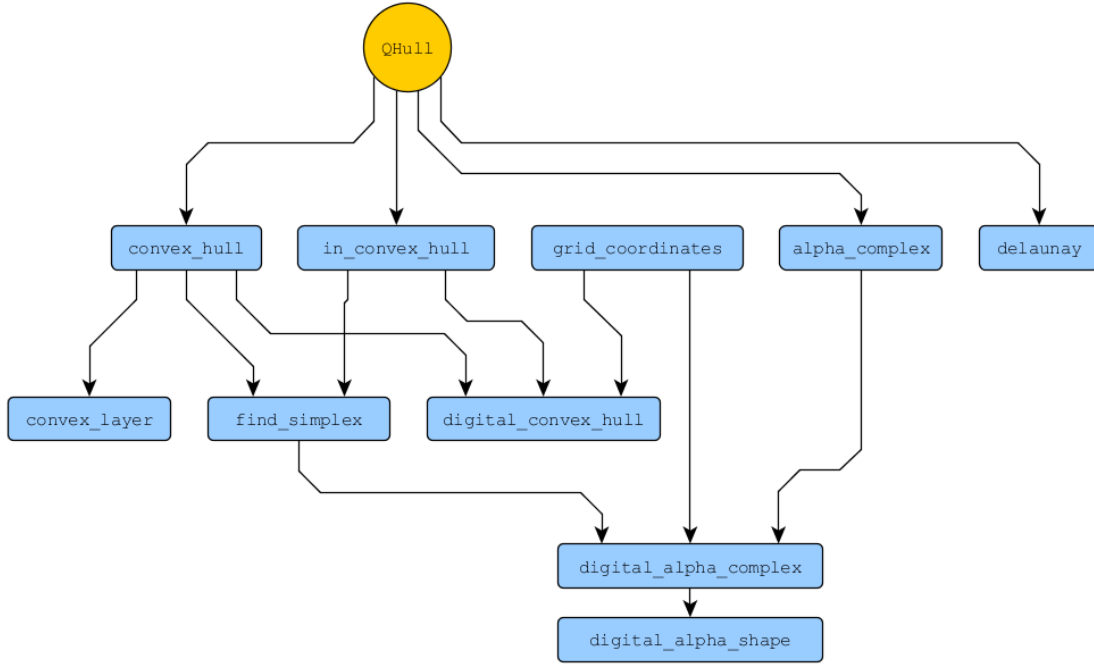 QHull
convex_hull
in_convex_hull
grid_coordinates
alpha_complex
delaunay
convex_layer
find_simplex
digital_convex_hull
digital_alpha_complex
digital_alpha_shape